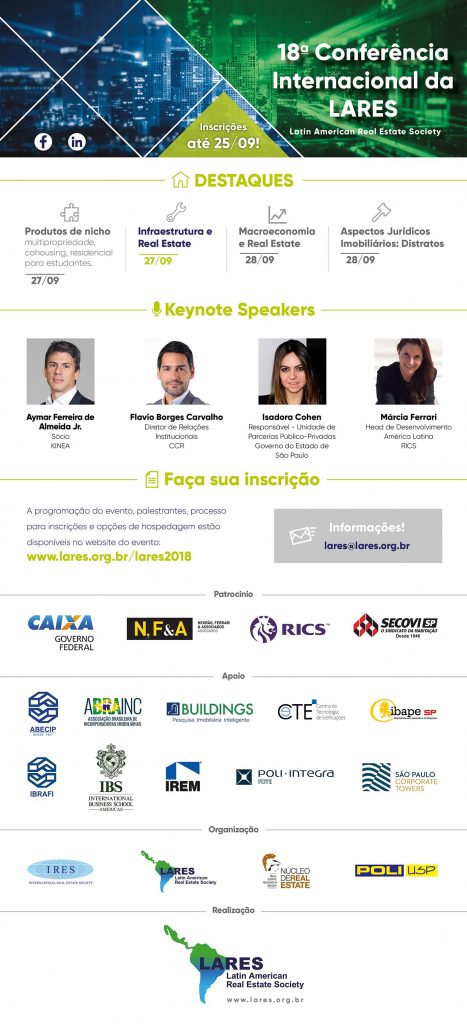 18ª Conferência
Internacional da
LARES
Latin American Real Estate Society
Inscrições
até 25/09!
DESTAQUES
Produtos de nicho
multipropriedade,
cohousing, residencial
para estudantes.
27/09
Infraestrutura e
Real Estate
27/09
Macroeconomia
e Real Estate
28/09
Aspectos Jurídicos
Imobiliários: Distratos
28/09
Keynote Speakers
Aymar Ferreira de
Almeida Jr.
Sócio
KINEA
Flavio Borges Carvalho
Diretor de Relações
Institucionais
CCR
Isadora Cohen
Responsável - Unidade de
Parcerias Público-Privadas
Governo do Estado de
São Paulo
Márcia Ferrari
Head de Desenvolvimento
América Latina
RICS
Faça sua inscrição
A programação do evento, palestrantes, processo
para inscrições e opções de hospedagem estão
disponíveis no website do evento:
www.lares.org.br/lares2018
Informações!
lares@lares.org.br
Patrocínio
CAIXA
GOVERNO
FEDERAL
N,F&A
NEGRÃO, FERRARI
& ASSOCIADOS
ADVOGADOS
RICS
SECOVI SP
O SINDICATO DA HABITAÇÃO
Desde 1946
Apoio
ABECIP
ABRAINC
ASSOCIAÇÃO BRASILEIRA DE
INCORPORADORAS IMOBILIÁRIAS
BUILDINGS
Pesquisa Imobiliária Inteligente
CTE
Centro de
Tecnologia
de Edificações
ibape SP
IBRAFI
IBS
INTERNATIONAL
BUSINESS SCHOOL
AMERICAS
IREM
POLI·INTEGRA
SÃO PAULO
CORPORATE
TOWERS
Organização
IRES
INTERNATIONAL REAL ESTATE SOCIETY
LARES
Latin American
Real Estate Society
NÚCLEO
DE REAL
ESTATE
POLI USP
Realização
LARES
Latin American
Real Estate Society
www.lares.org.br